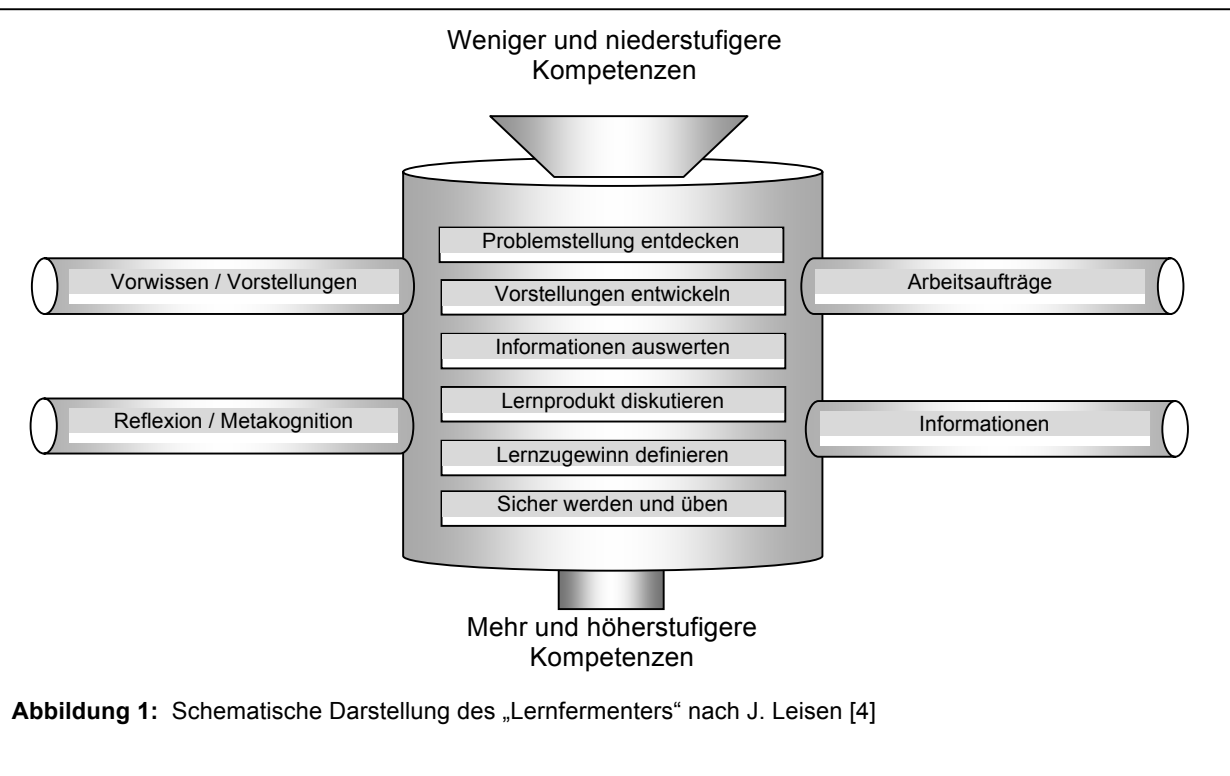 Weniger und niederstufigere
Kompetenzen
Problemstellung entdecken
Vorwissen / Vorstellungen
Vorstellungen entwickeln
Arbeitsaufträge
Informationen auswerten
Lernprodukt diskutieren
Reflexion / Metakognition
Informationen
Lernzugewinn definieren
Sicher werden und üben
Mehr und höherstufigere
Kompetenzen
Abbildung 1: Schematische Darstellung des „Lernfermenters“ nach J. Leisen [4]